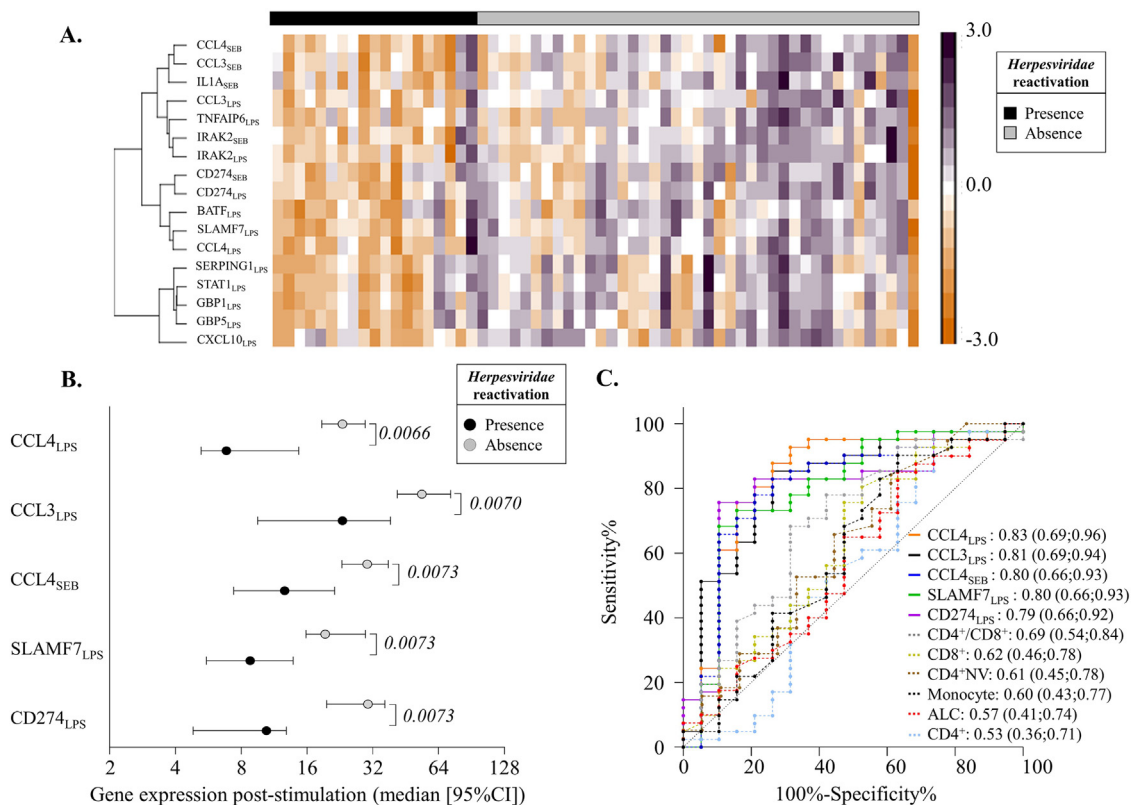 A.
CCL4SEB
CCL3SEB
IL1ASEB
CCL3LPS
TNFAIP6LPS
IRAK2SEB
IRAK2LPS
CD274SEB
CD274LPS
BATFLPS
SLAMF7LPS
CCL4LPS
SERPING1LPS
STAT1LPS
GBP1LPS
GBP5LPS
CXCL10LPS
3.0
0.0
-3.0
Herpesviridae
reactivation
Presence
Absence
B.
Herpesviridae
reactivation
Presence
Absence
CCL4LPS
0.0066
CCL3LPS
0.0070
CCL4SEB
0.0073
SLAMF7LPS
0.0073
CD274LPS
0.0073
2 4 8 16 32 64 128
Gene expression post-stimulation (median [95%CI])
C.
Sensitivity%
100
80
60
40
20
0
CCL4LPS : 0.83 (0.69;0.96)
CCL3LPS : 0.81 (0.69;0.94)
CCL4SEB : 0.80 (0.66;0.93)
SLAMF7LPS : 0.80 (0.66;0.93)
CD274LPS : 0.79 (0.66;0.92)
CD4+/CD8+: 0.69 (0.54;0.84)
CD8+: 0.62 (0.46;0.78)
CD4+NV: 0.61 (0.45;0.78)
Monocyte: 0.60 (0.43;0.77)
ALC: 0.57 (0.41;0.74)
CD4+: 0.53 (0.36;0.71)
0 20 40 60 80 100
100%-Specificity%